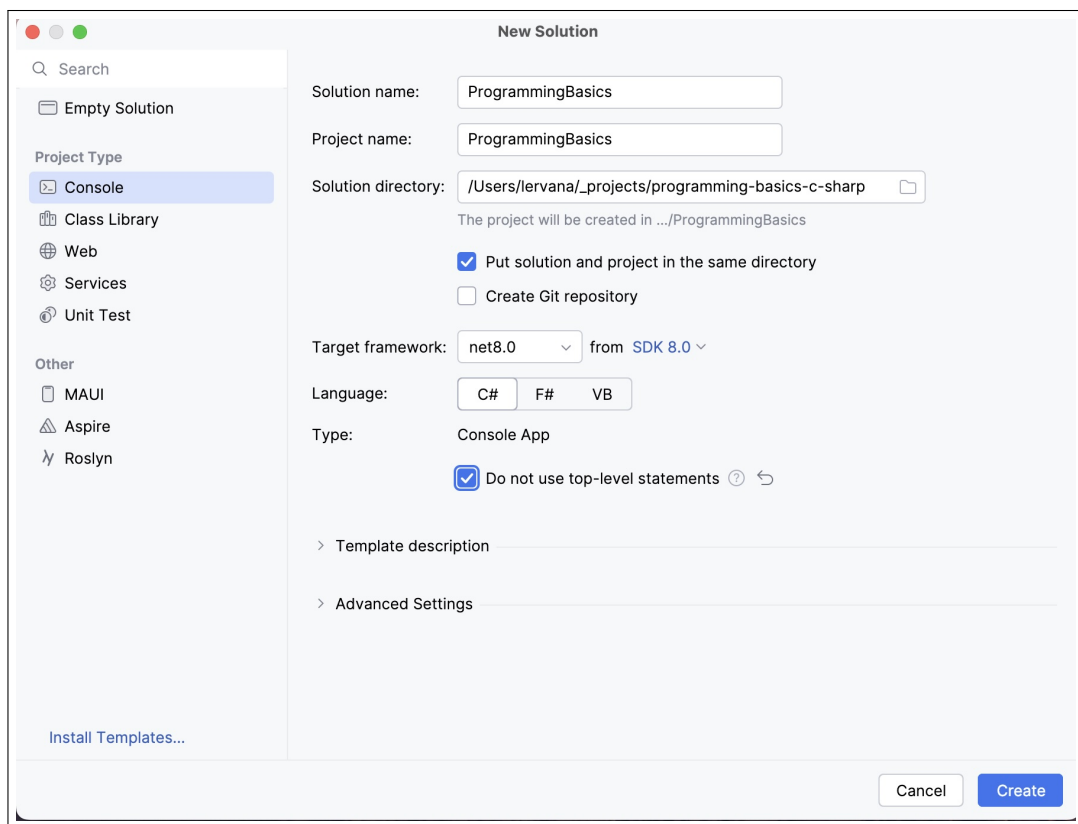 New Solution
Search
Empty Solution
Project Type
Console
Class Library
Web
Services
Unit Test
Other
MAUI
Aspire
Roslyn
Install Templates...
Solution name: ProgrammingBasics
Project name: ProgrammingBasics
Solution directory: /Users/lervana/_projects/programming-basics-c-sharp
The project will be created in .../ProgrammingBasics
Put solution and project in the same directory
Create Git repository
Target framework: net8.0 from SDK 8.0
Language: C# F# VB
Type: Console App
Do not use top-level statements ?
Template description
Advanced Settings
Cancel Create